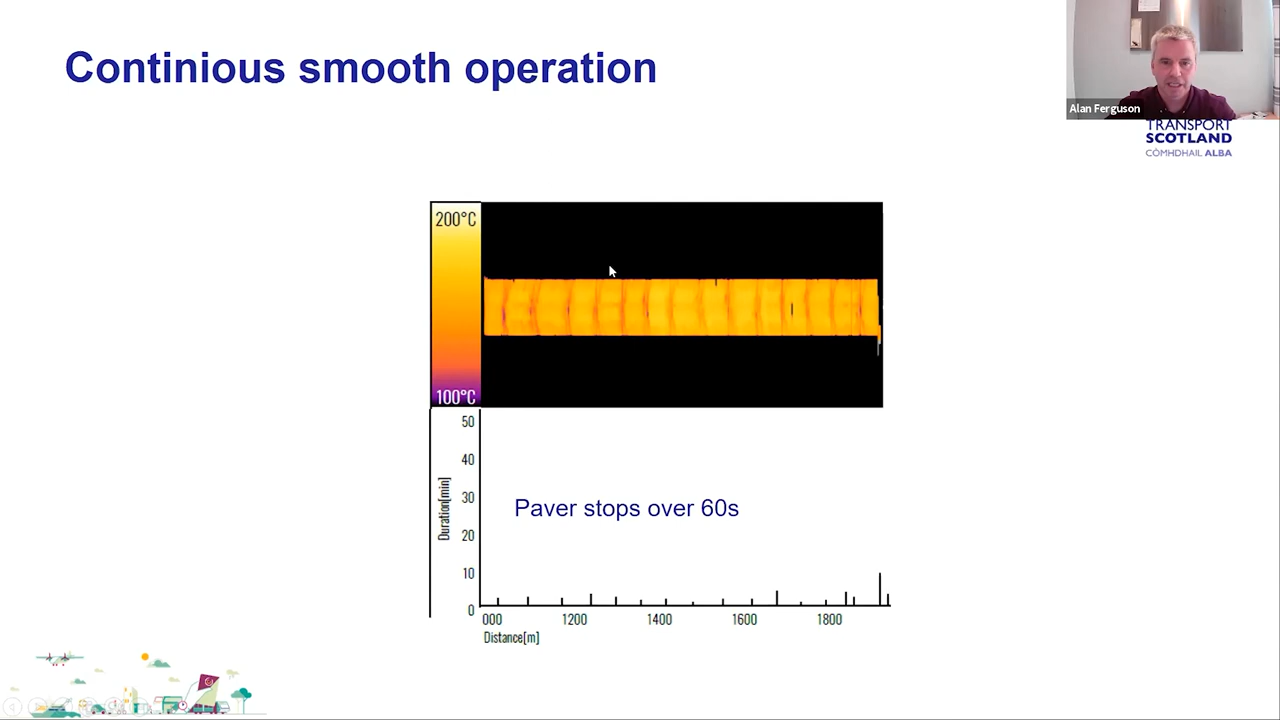 Continious smooth operation
Alan Ferguson
TRANSPORT
SCOTLAND
CÒMHDHAIL ALBA
200°C
100°C
50
40
30
20
10
0
Duration[min]
Paver stops over 60s
000 1200 1400 1600 1800
Distance[m]